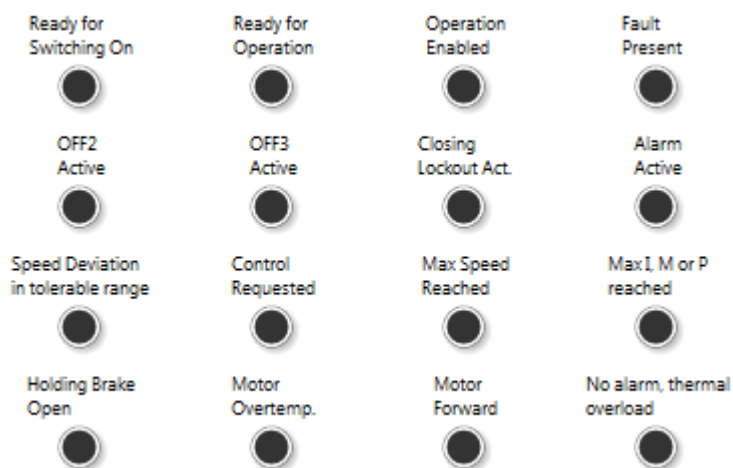 Ready for
Switching On
Ready for
Operation
Operation
Enabled
Fault
Present
OFF2
Active
OFF3
Active
Closing
Lockout Act.
Alarm
Active
Speed Deviation
in tolerable range
Control
Requested
Max Speed
Reached
Max I, M or P
reached
Holding Brake
Open
Motor
Overtemp.
Motor
Forward
No alarm, thermal
overload